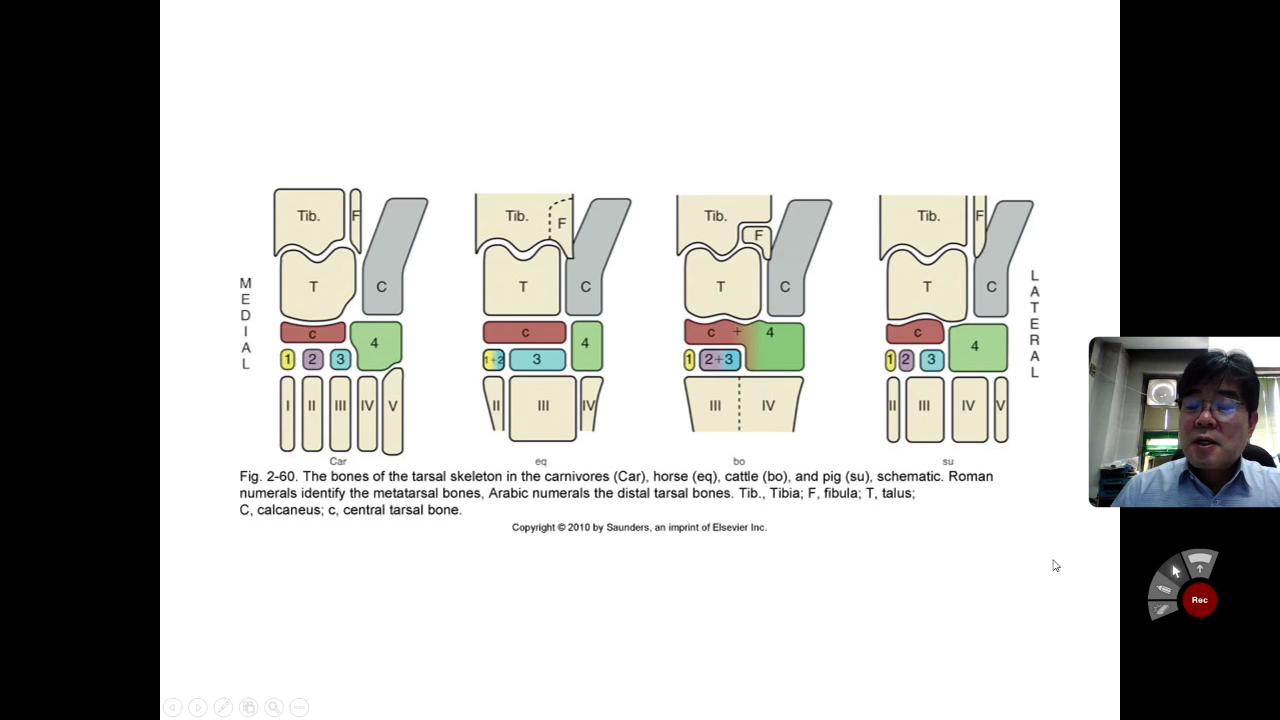 Tib. F Tib. F Tib. F Tib. F
T C T C T C T C
MEDIAL
LATERAL
c 4 c 4 c + 4 c 4
1 2 3 1+2 3 1 2+3 1 2 3
I II III IV V II III IV III IV II III IV V
Car eq bo su
Fig. 2-60. The bones of the tarsal skeleton in the carnivores (Car), horse (eq), cattle (bo), and pig (su), schematic. Roman
numerals identify the metatarsal bones, Arabic numerals the distal tarsal bones. Tib., Tibia; F, fibula; T, talus;
C, calcaneus; c, central tarsal bone.
Copyright © 2010 by Saunders, an imprint of Elsevier Inc.
Rec